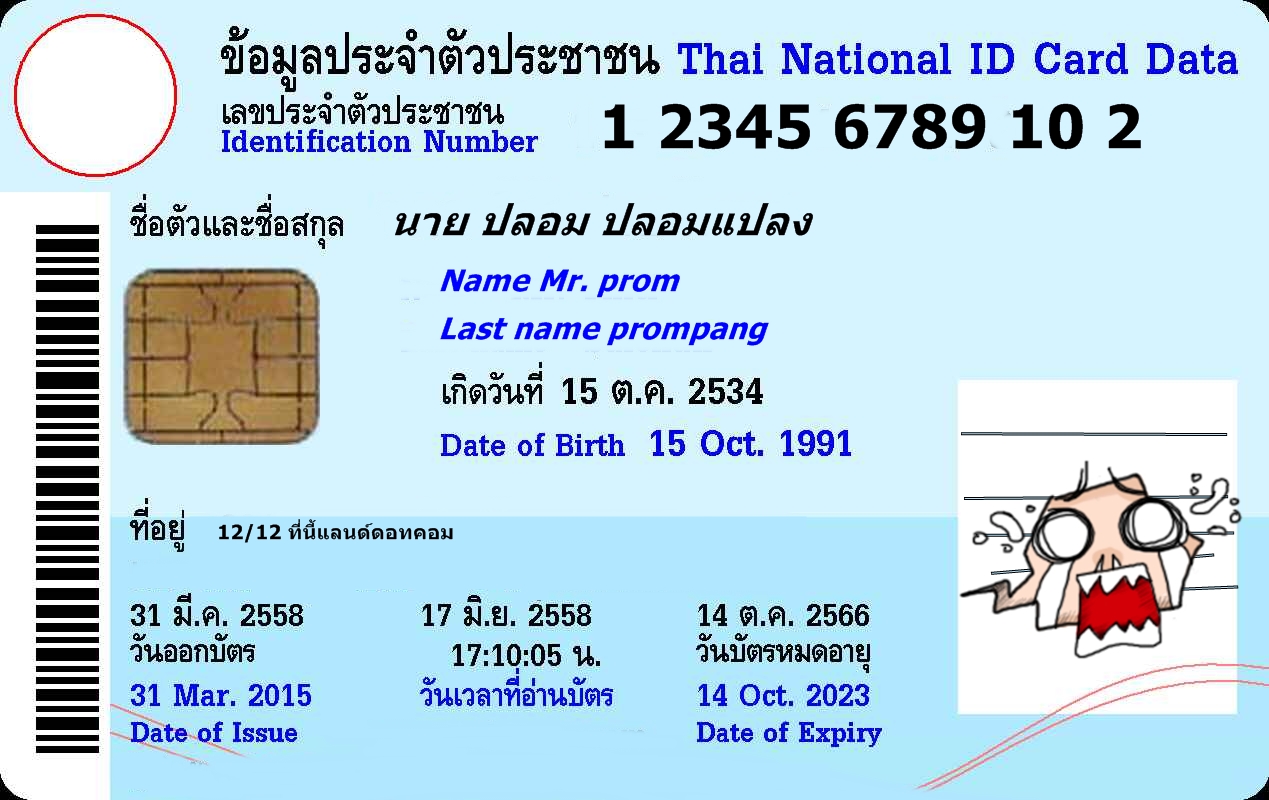 ข้อมูลประจำตัวประชาชน Thai National ID Card Data
เลขประจำตัวประชาชน
Identification Number 1 2345 6789 10 2
ชื่อตัวและชื่อสกุล นาย ปลอม ปลอมแปลง
Name Mr. prom
Last name prompang
เกิดวันที่ 15 ต.ค. 2534
Date of Birth 15 Oct. 1991
ที่อยู่ 12/12 ที่นี้แลนด์ดอทคอม
31 มี.ค. 2558 17 มิ.ย. 2558 14 ต.ค. 2566
วันออกบัตร 17:10:05 น. วันบัตรหมดอายุ
31 Mar. 2015 วันเวลาที่อ่านบัตร 14 Oct. 2023
Date of Issue Date of Expiry